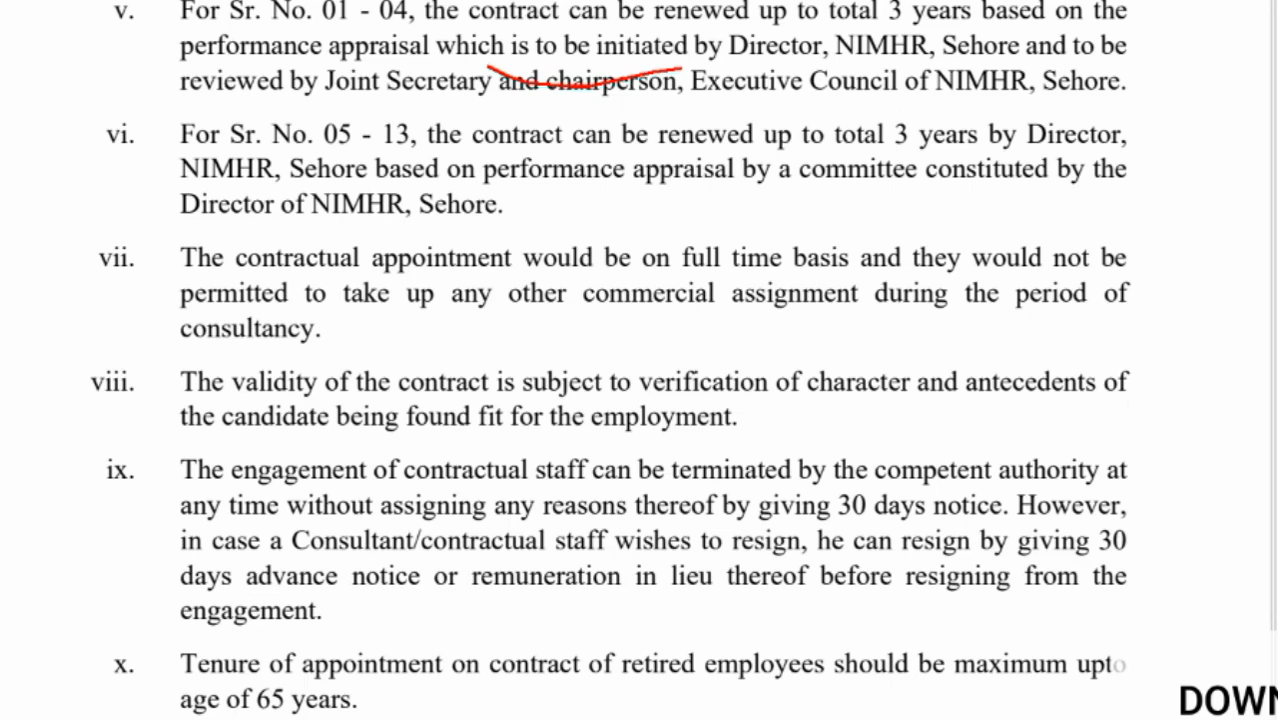 v. For Sr. No. 01 - 04, the contract can be renewed up to total 3 years based on the
performance appraisal which is to be initiated by Director, NIMHR, Sehore and to be
reviewed by Joint Secretary and chairperson, Executive Council of NIMHR, Sehore.
vi. For Sr. No. 05 - 13, the contract can be renewed up to total 3 years by Director,
NIMHR, Sehore based on performance appraisal by a committee constituted by the
Director of NIMHR, Sehore.
vii. The contractual appointment would be on full time basis and they would not be
permitted to take up any other commercial assignment during the period of
consultancy.
viii. The validity of the contract is subject to verification of character and antecedents of
the candidate being found fit for the employment.
ix. The engagement of contractual staff can be terminated by the competent authority at
any time without assigning any reasons thereof by giving 30 days notice. However,
in case a Consultant/contractual staff wishes to resign, he can resign by giving 30
days advance notice or remuneration in lieu thereof before resigning from the
engagement.
x. Tenure of appointment on contract of retired employees should be maximum upto
age of 65 years.